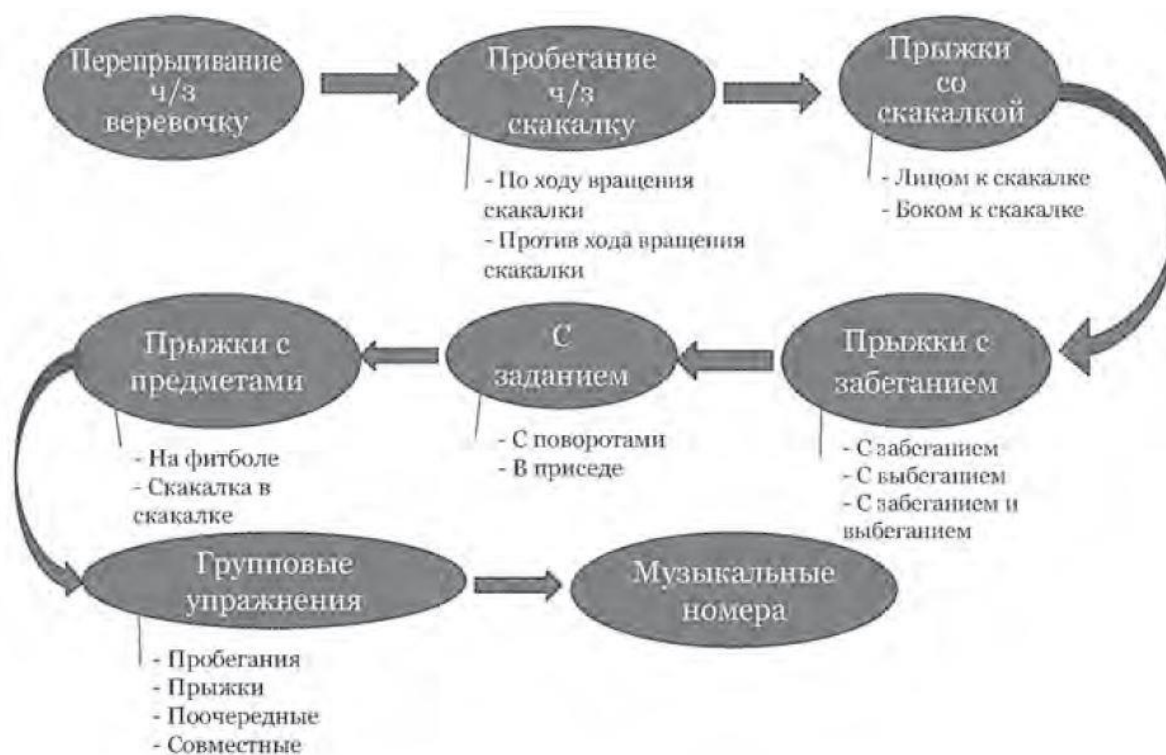 Перепрыгивание
ч/з
веревочку
Пробегание
ч/з
скакалку
- По ходу вращения
скакалки
- Против хода вращения
скакалки
Прыжки
со
скакалкой
- Лицом к скакалке
- Боком к скакалке
Прыжки с
забеганием
- С забеганием
- С выбеганием
- С забеганием и
выбеганием
С
заданием
- С поворотами
- В приседе
Прыжки с
предметами
- На фитболе
- Скакалка в
скакалке
Групповые
упражнения
- Пробегания
- Прыжки
- Поочередные
- Совместные
Музыкальные
номера